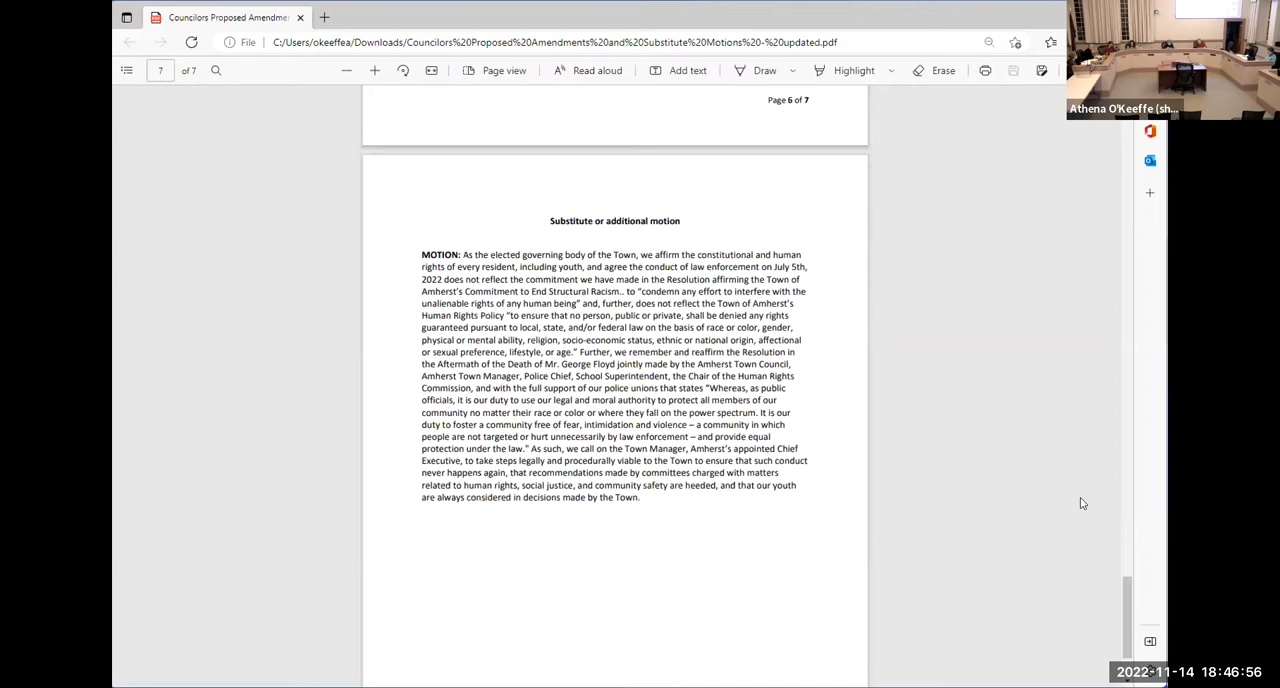 Councilors Proposed Amendmer
File
C:/Users/okeeffea/Downloads/Councilors%20Proposed%20Amendments%20and%20Substitute%20Motions%20-%20updated.pdf
7
of 7
Page view
Read aloud
Add text
Draw
Highlight
Erase
Athena O'Keeffe (sh...
Page 6 of 7
Substitute or additional motion
MOTION: As the elected governing body of the Town, we affirm the constitutional and human
rights of every resident, including youth, and agree the conduct of law enforcement on July 5th,
2022 does not reflect the commitment we have made in the Resolution affirming the Town of
Amherst's Commitment to End Structural Racism.. to “condemn any effort to interfere with the
unalienable rights of any human being” and, further, does not reflect the Town of Amherst's
Human Rights Policy “to ensure that no person, public or private, shall be denied any rights
guaranteed pursuant to local, state, and/or federal law on the basis of race or color, gender,
physical or mental ability, religion, socio-economic status, ethnic or national origin, affectional
or sexual preference, lifestyle, or age.” Further, we remember and reaffirm the Resolution in
the Aftermath of the Death of Mr. George Floyd jointly made by the Amherst Town Council,
Amherst Town Manager, Police Chief, School Superintendent, the Chair of the Human Rights
Commission, and with the full support of our police unions that states “Whereas, as public
officials, it is our duty to use our legal and moral authority to protect all members of our
community no matter their race or color or where they fall on the power spectrum. It is our
duty to foster a community free of fear, intimidation and violence – a community in which
people are not targeted or hurt unnecessarily by law enforcement – and provide equal
protection under the law." As such, we call on the Town Manager, Amherst's appointed Chief
Executive, to take steps legally and procedurally viable to the Town to ensure that such conduct
never happens again, that recommendations made by committees charged with matters
related to human rights, social justice, and community safety are heeded, and that our youth
are always considered in decisions made by the Town.
2022-11-14 18:46:56